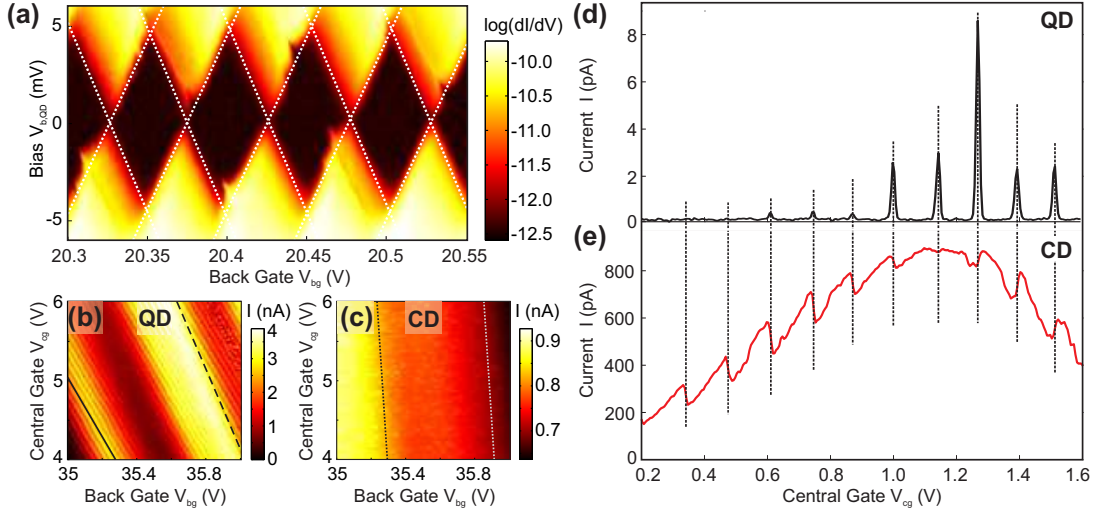 (a)
log(dI/dV)
5
0
-5
Bias V_b,QD (mV)
-10.0
-10.5
-11.0
-11.5
-12.0
-12.5
20.3 20.35 20.4 20.45 20.5 20.55
Back Gate V_bg (V)
(b) QD
I (nA)
6
5
4
Central Gate V_cg (V)
4
3
2
1
0
35 35.4 35.8
Back Gate V_bg (V)
(c) CD
I (nA)
6
5
4
Central Gate V_cg (V)
0.9
0.8
0.7
35 35.4 35.8
Back Gate V_bg (V)
(d) QD
8
6
4
2
0
Current I (pA)
(e) CD
800
600
400
200
0
Current I (pA)
0.2 0.4 0.6 0.8 1.0 1.2 1.4 1.6
Central Gate V_cg (V)